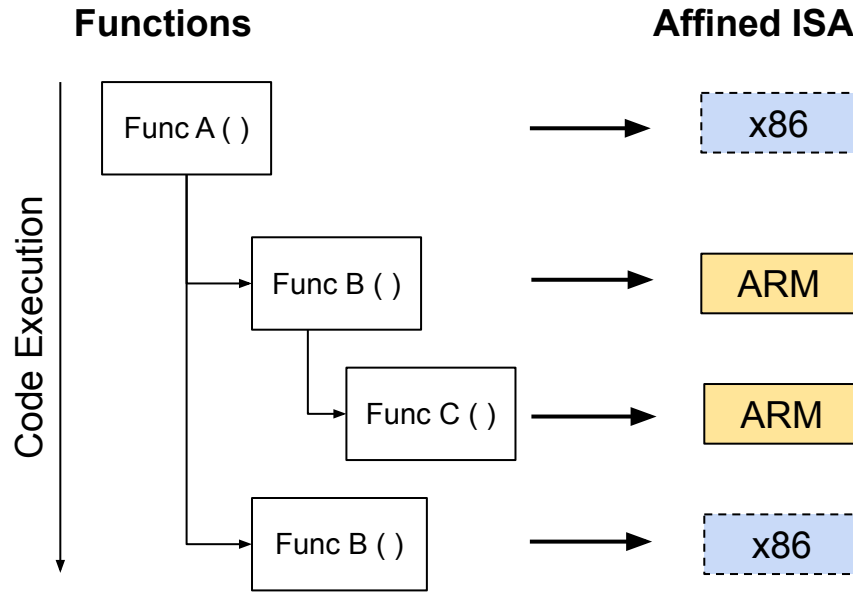 Functions
Affined ISA
Code Execution
Func A ( )
x86
Func B ( )
ARM
Func C ( )
ARM
Func B ( )
x86